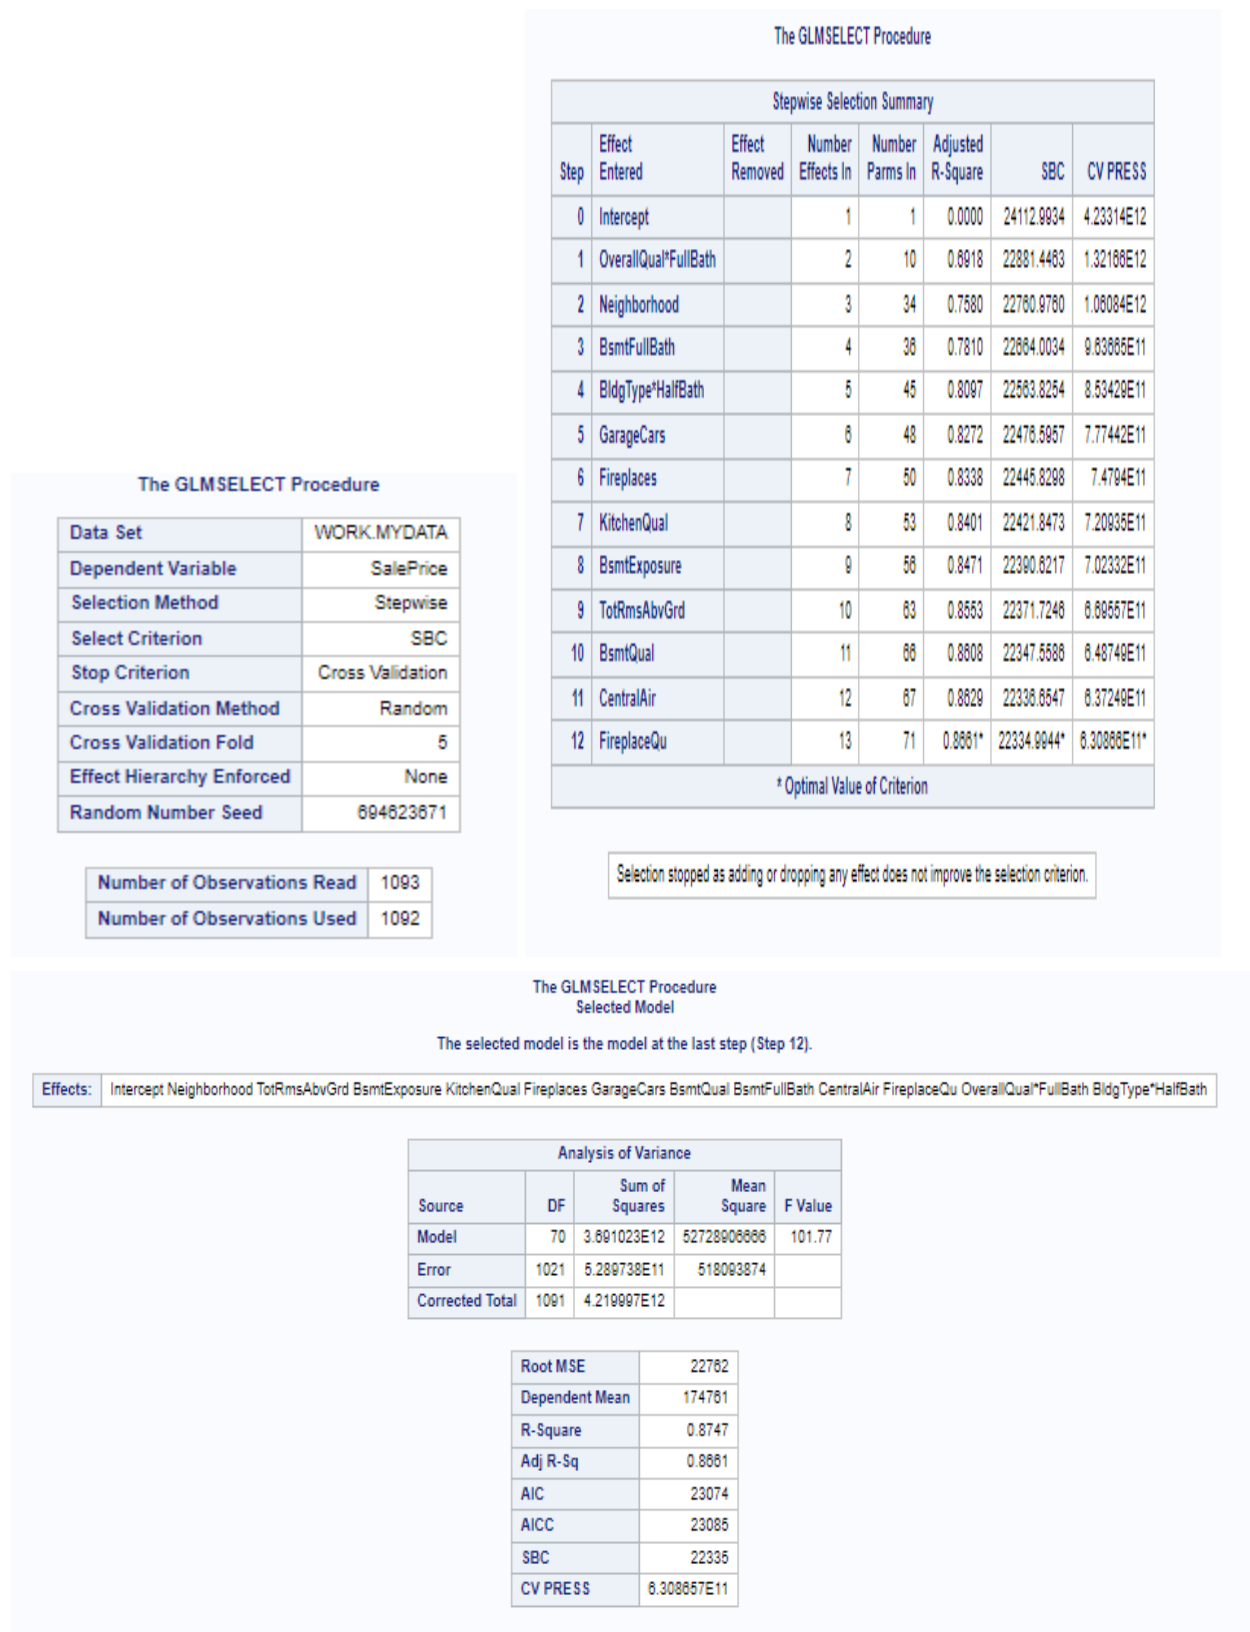 The GLMSELECT Procedure
Stepwise Selection Summary
Step Effect Entered Effect Removed Number Effects In Number Parms In Adjusted R-Square SBC CV PRESS
0 Intercept 1 1 0.0000 24112.9934 4.23314E12
1 OverallQual*FullBath 2 10 0.6918 22881.4463 1.32166E12
2 Neighborhood 3 34 0.7580 22760.9760 1.06084E12
3 BsmtFullBath 4 36 0.7810 22664.0034 9.63665E11
4 BldgType*HalfBath 5 45 0.8097 22563.8254 8.53429E11
5 GarageCars 6 48 0.8272 22476.5957 7.77442E11
6 Fireplaces 7 50 0.8338 22445.8298 7.4794E11
7 KitchenQual 8 53 0.8401 22421.8473 7.20935E11
8 BsmtExposure 9 56 0.8471 22390.6217 7.02332E11
9 TotRmsAbvGrd 10 63 0.8553 22371.7246 6.69557E11
10 BsmtQual 11 66 0.8608 22347.5586 6.48749E11
11 CentralAir 12 67 0.8629 22336.6547 6.37249E11
12 FireplaceQu 13 71 0.8661* 22334.9944* 6.30866E11*
* Optimal Value of Criterion
Selection stopped as adding or dropping any effect does not improve the selection criterion.
The GLMSELECT Procedure
Data Set WORK.MYDATA
Dependent Variable SalePrice
Selection Method Stepwise
Select Criterion SBC
Stop Criterion Cross Validation
Cross Validation Method Random
Cross Validation Fold 5
Effect Hierarchy Enforced None
Random Number Seed 694623671
Number of Observations Read 1093
Number of Observations Used 1092
The GLMSELECT Procedure
Selected Model
The selected model is the model at the last step (Step 12).
Effects: Intercept Neighborhood TotRmsAbvGrd BsmtExposure KitchenQual Fireplaces GarageCars BsmtQual BsmtFullBath CentralAir FireplaceQu OverallQual*FullBath BldgType*HalfBath
Analysis of Variance
Source DF Sum of Squares Mean Square F Value
Model 70 3.691023E12 52728906666 101.77
Error 1021 5.289738E11 518093874
Corrected Total 1091 4.219997E12
Root MSE 22762
Dependent Mean 174761
R-Square 0.8747
Adj R-Sq 0.8661
AIC 23074
AICC 23085
SBC 22335
CV PRESS 6.308657E11